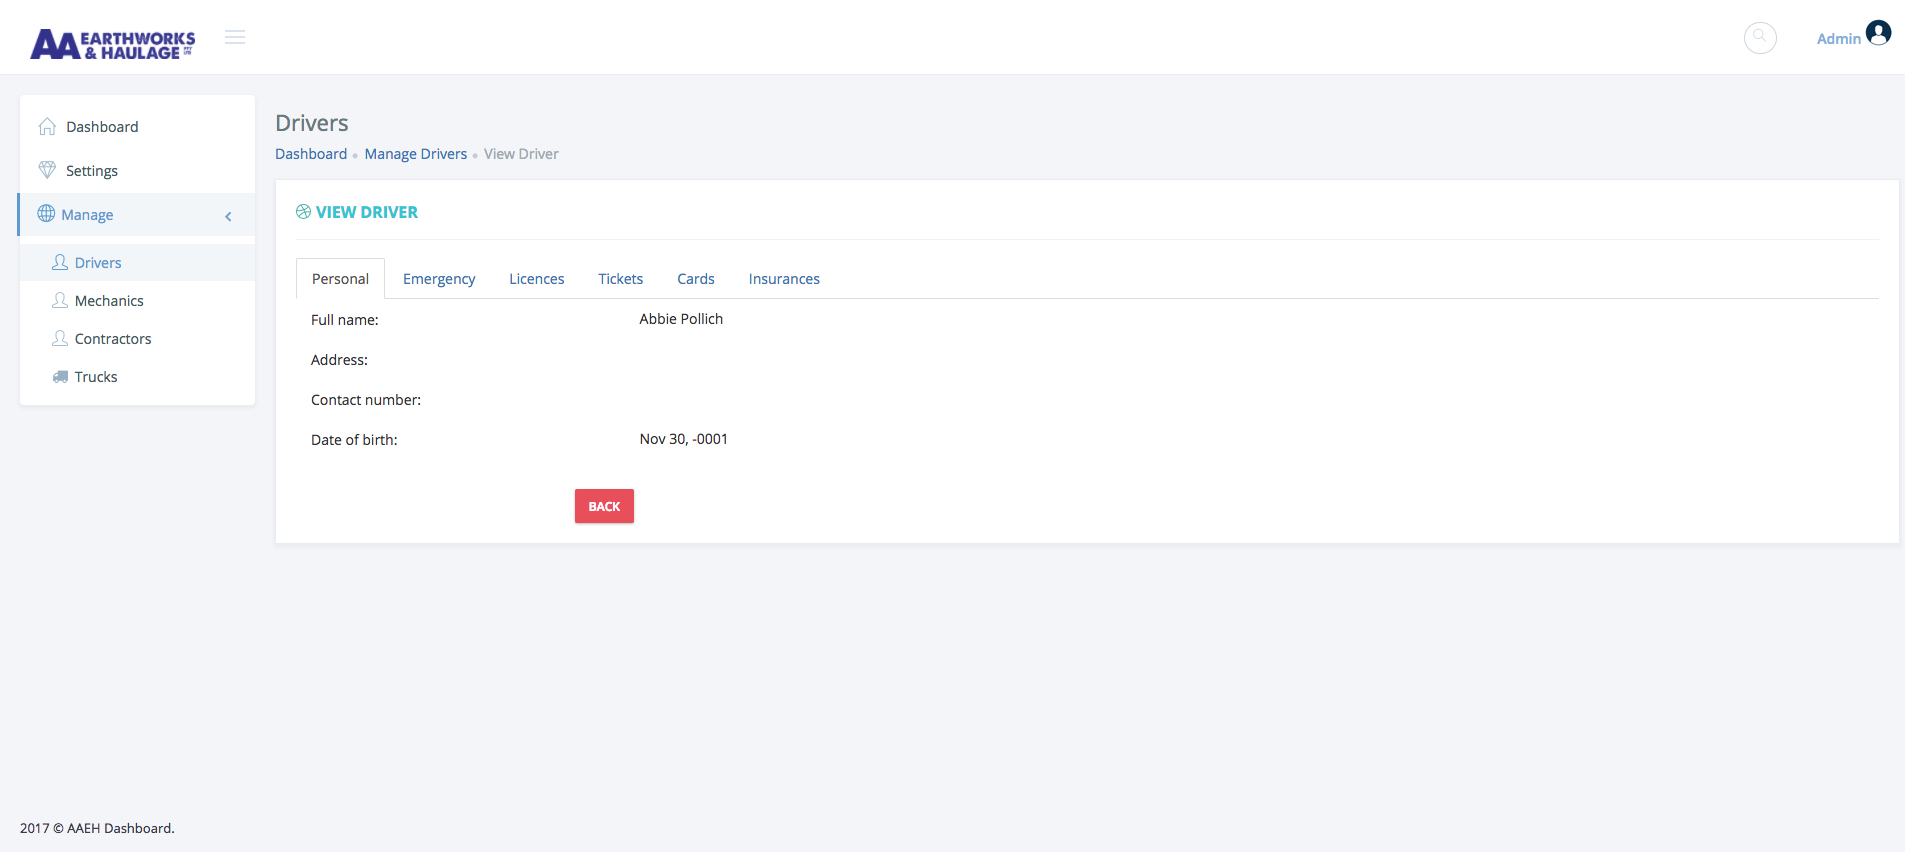 AA EARTHWORKS & HAULAGE PTY LTD
Admin
Dashboard
Settings
Manage
Drivers
Mechanics
Contractors
Trucks
Drivers
Dashboard Manage Drivers View Driver
VIEW DRIVER
Personal Emergency Licences Tickets Cards Insurances
Full name: Abbie Pollich
Address:
Contact number:
Date of birth: Nov 30, -0001
BACK
2017 © AAEH Dashboard.